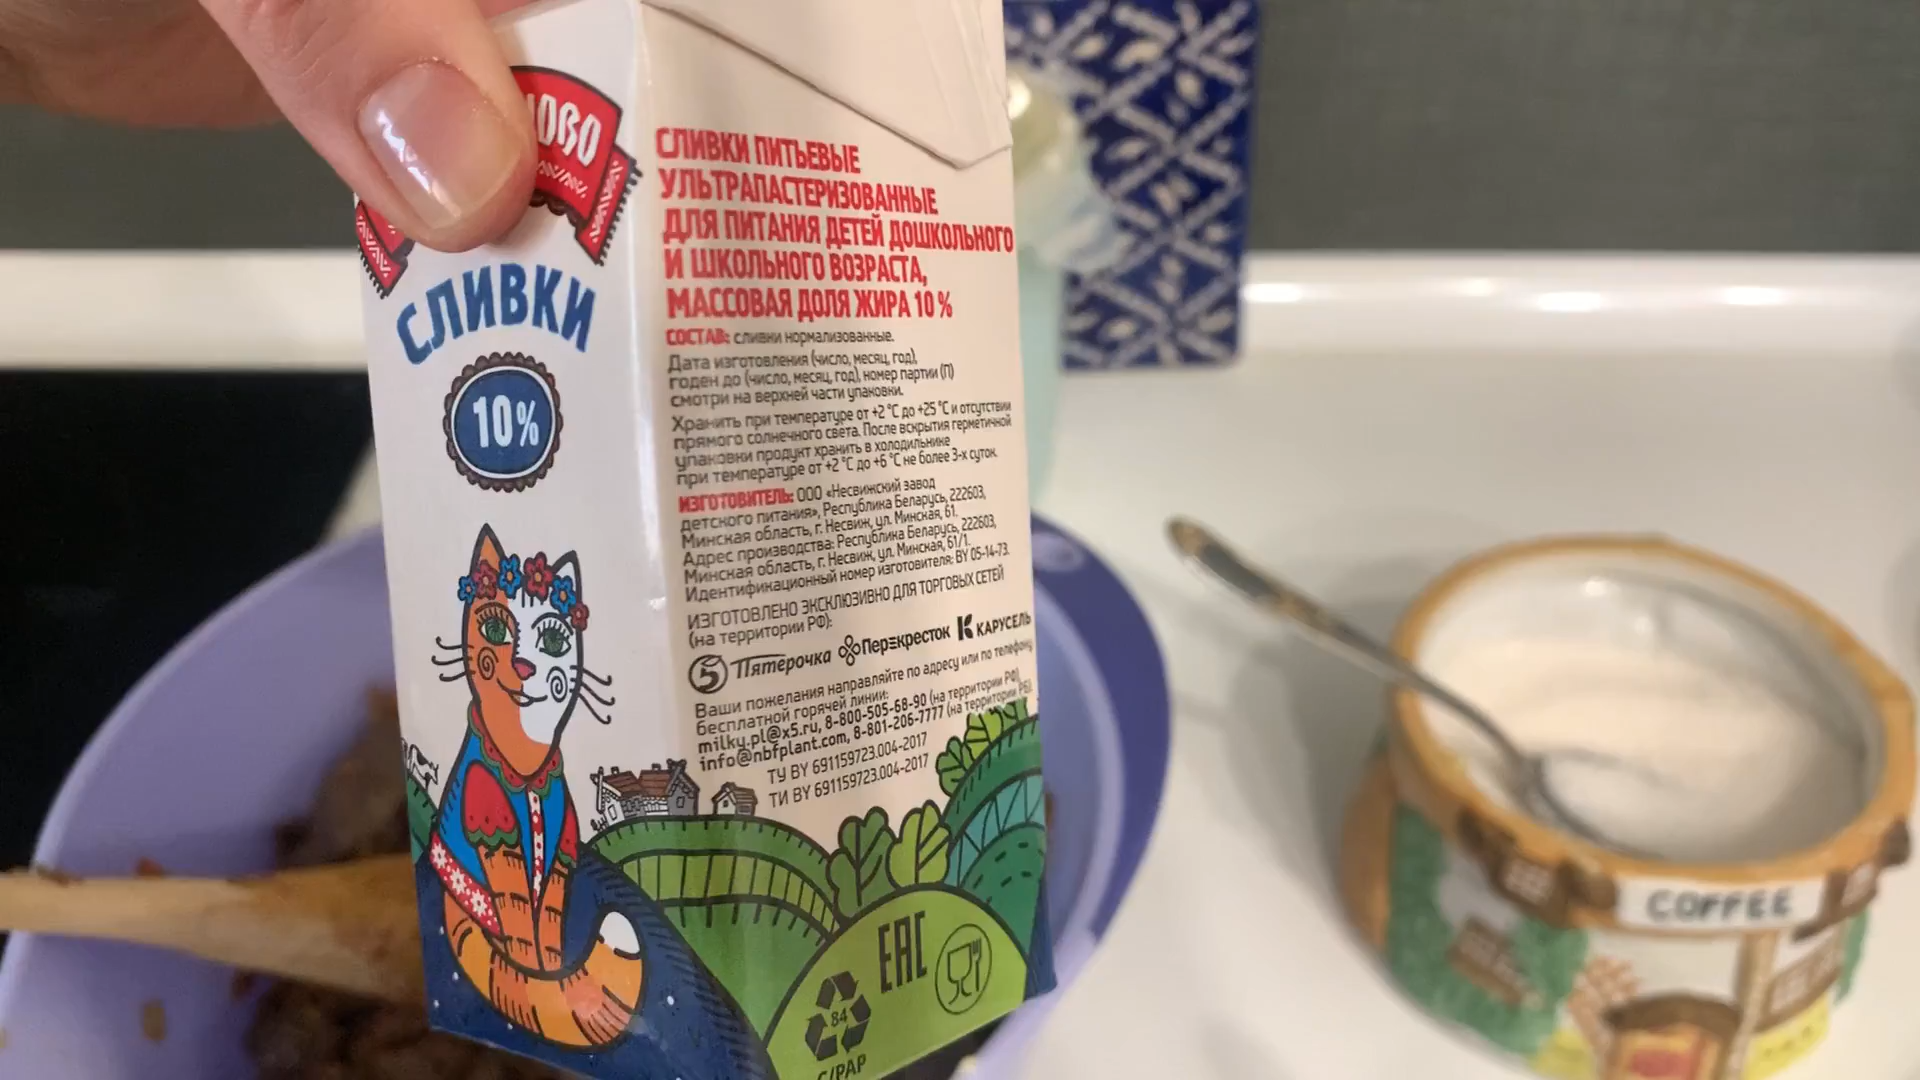 СЛИВКИ
10%
СЛИВКИ ПИТЬЕВЫЕ
УЛЬТРАПАСТЕРИЗОВАННЫЕ
ДЛЯ ПИТАНИЯ ДЕТЕЙ ДОШКОЛЬНОГО
И ШКОЛЬНОГО ВОЗРАСТА,
МАССОВАЯ ДОЛЯ ЖИРА 10 %
СОСТАВ: сливки нормализованные.
Дата изготовления (число, месяц, год),
годен до (число, месяц, год), номер партии (П)
смотри на верхней части упаковки.
Хранить при температуре от +2 °С до +25 °С и отсутствии
прямого солнечного света. После вскрытия герметичной
упаковки продукт хранить в холодильнике
при температуре от +2 °С до +6 °С не более 3-х суток.
ИЗГОТОВИТЕЛЬ: ООО «Несвижский завод
детского питания», Республика Беларусь, 222603,
Минская область, г. Несвиж, ул. Минская, 61.
Адрес производства: Республика Беларусь, 222603,
Минская область, г. Несвиж, ул. Минская, 61/1.
Идентификационный номер изготовителя: BY 05-14-73.
ИЗГОТОВЛЕНО ЭКСКЛЮЗИВНО ДЛЯ ТОРГОВЫХ СЕТЕЙ
(на территории РФ):
5 Пятёрочка Перекресток К КАРУСЕЛЬ
Ваши пожелания направляйте по адресу или по телефону
бесплатной горячей линии:
milky.pl@x5.ru, 8-800-505-68-90 (на территории РФ)
info@nbfplant.com, 8-801-206-7777 (на территории РБ)
ТУ BY 691159723.004-2017
ТИ BY 691159723.004-2017
EAC
84
C/PAP
COFFEE